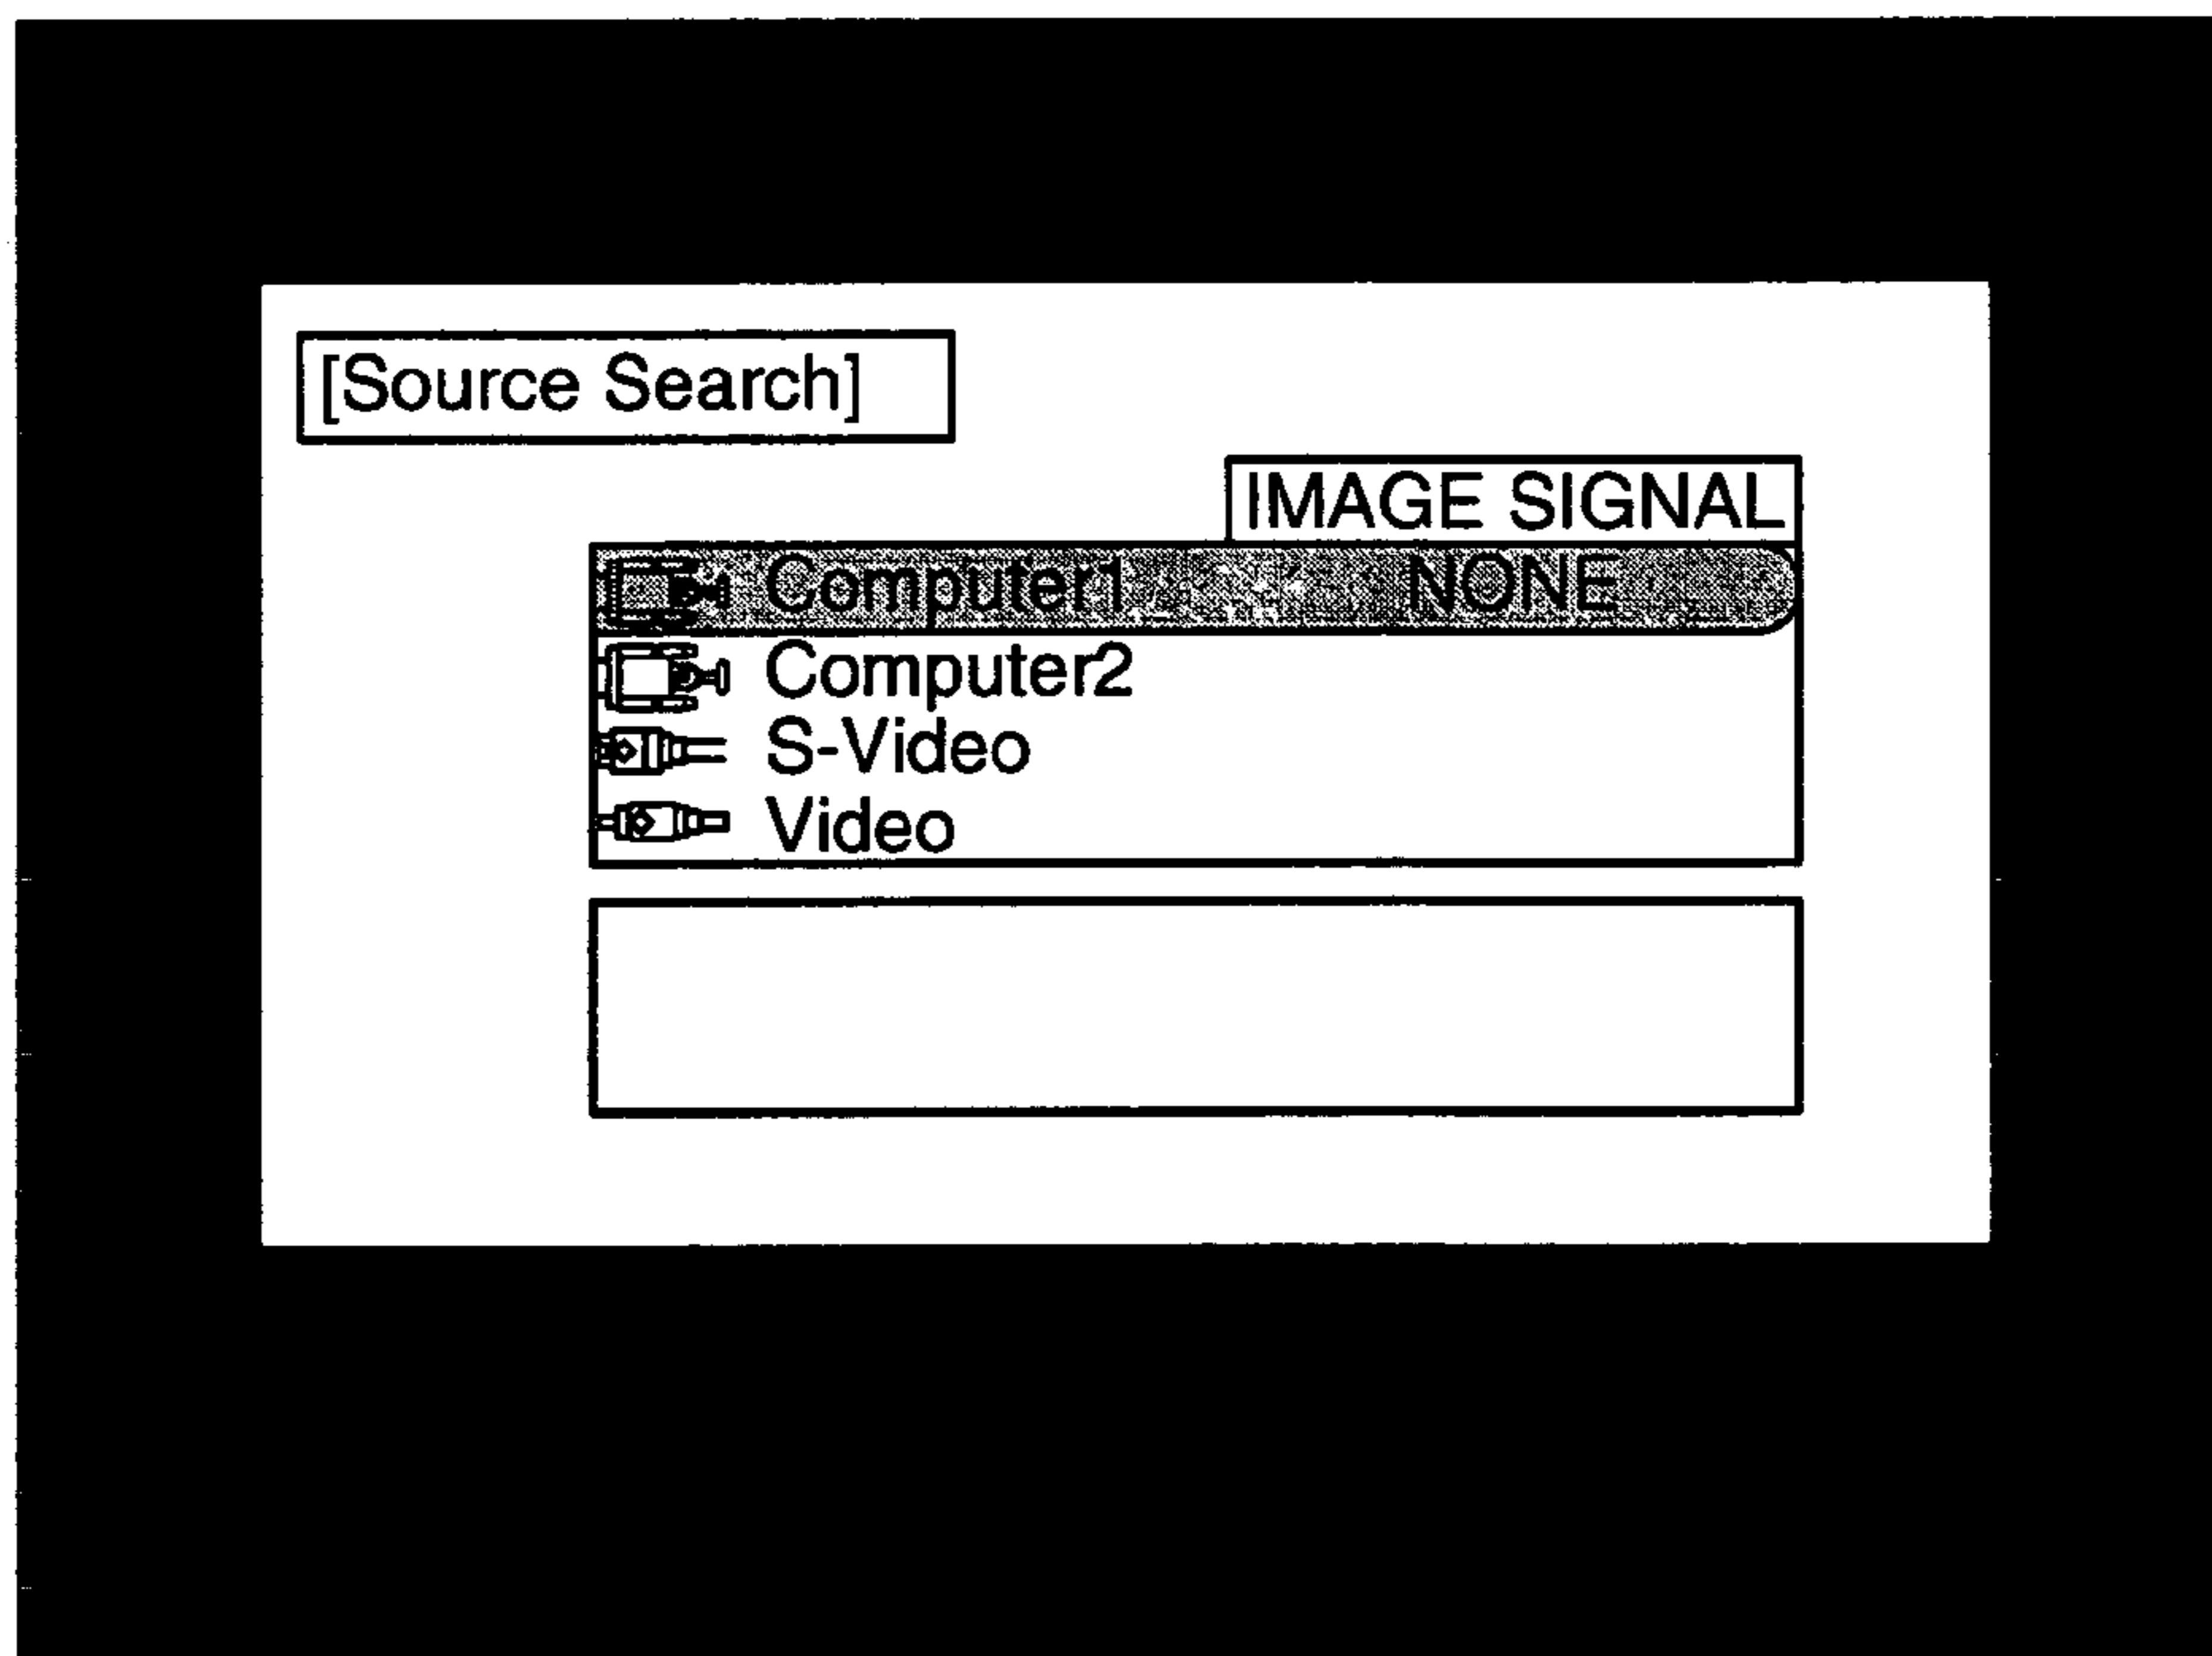 [Source Search]
IMAGE SIGNAL
Computer1 NONE
Computer2
S-Video
Video